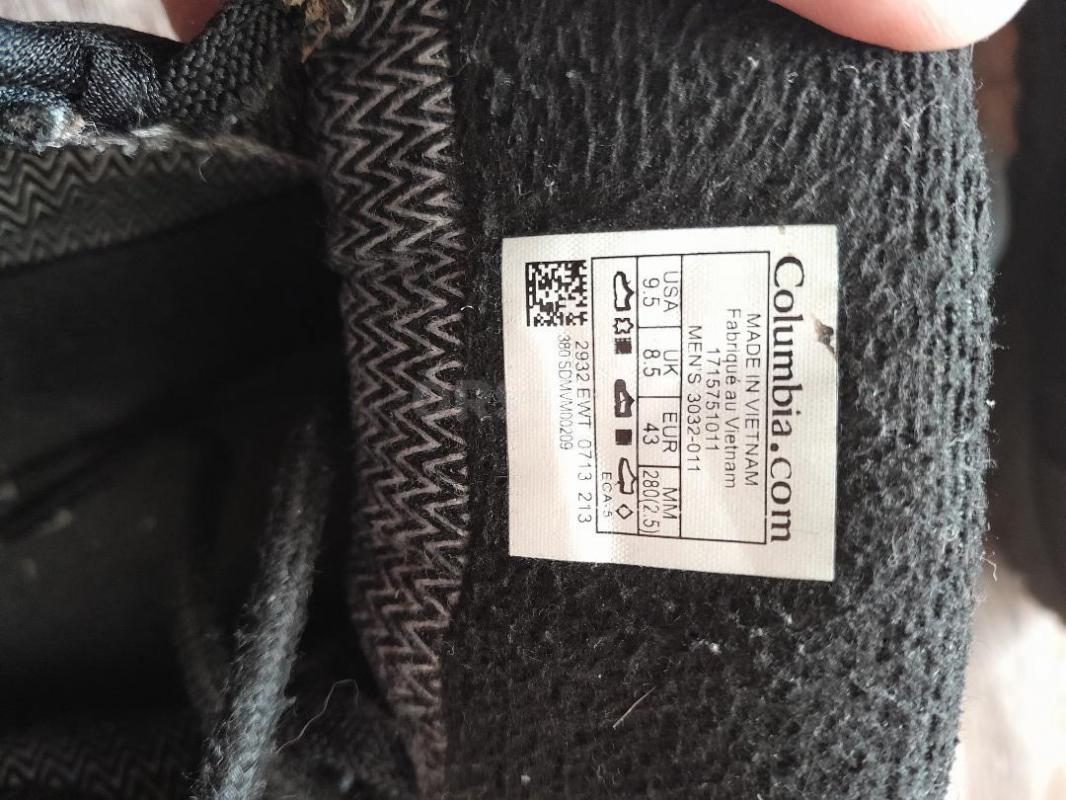 Columbia.com
MADE IN VIETNAM
Fabriqué au Vietnam
1715751011
MEN'S 3032-011
USA UK EUR MM
9.5 8.5 43 280(2.5)
ECA-5
2932 EWT 0713 213
380 SDMVMD0209